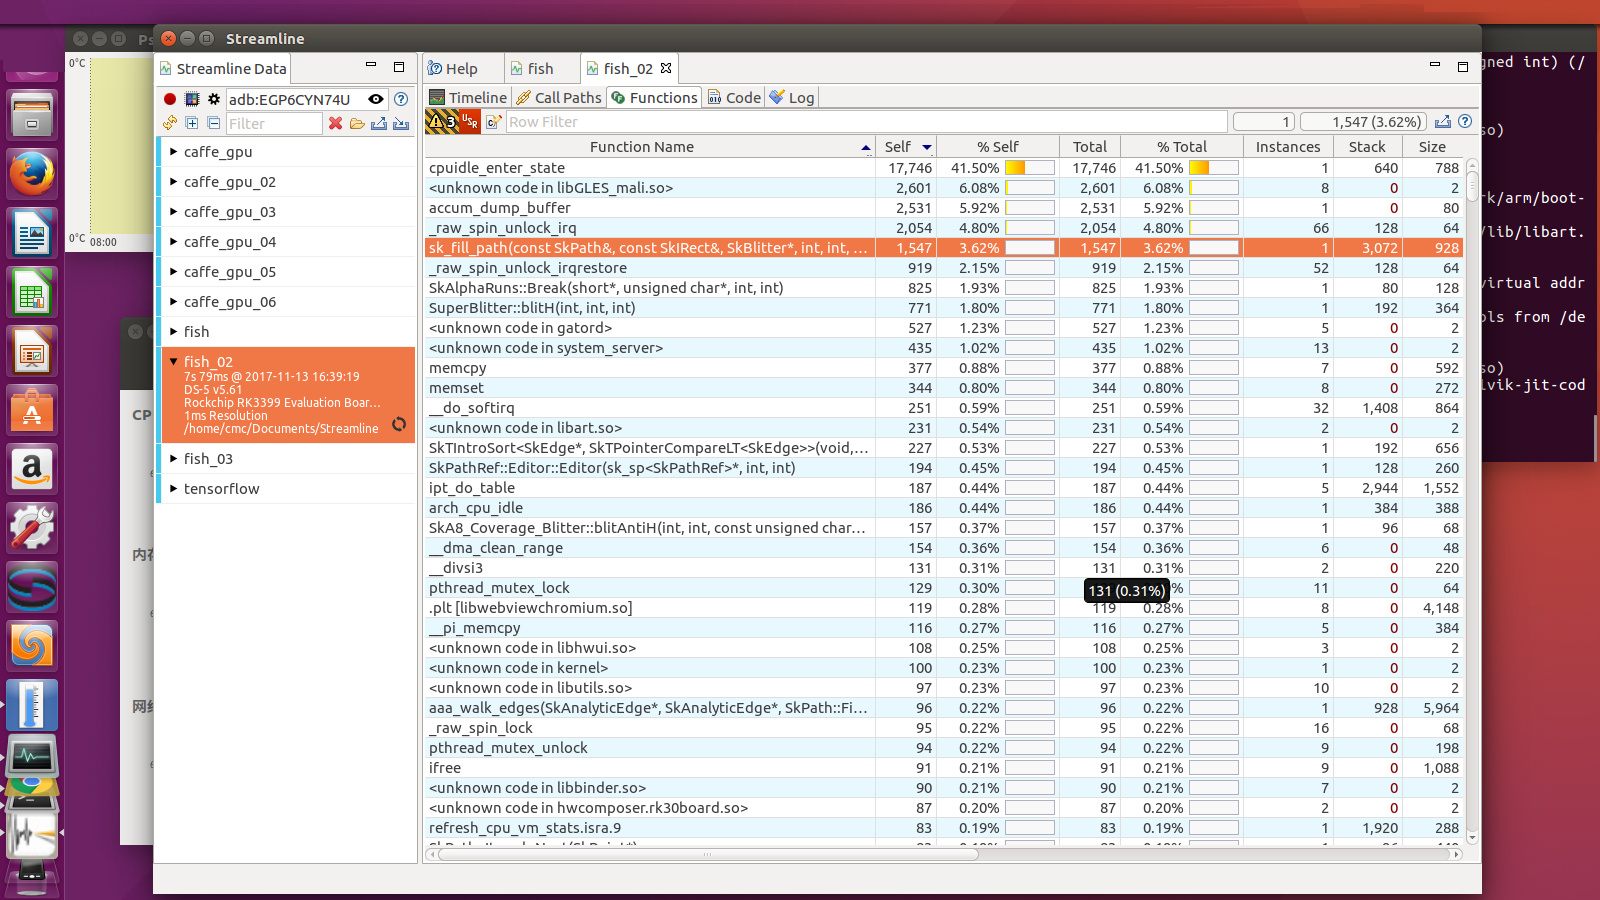 Ps
Streamline
gned int) (/
0°C
Streamline Data
Help
fish
fish_02
adb:EGP6CYN74U
Timeline
Call Paths
Functions
Code
Log
Filter
3
USR
Row Filter
1
1,547 (3.62%)
so)
Function Name Self % Self Total % Total Instances Stack Size
cpuidle_enter_state 17,746 41.50% 17,746 41.50% 1 640 788
<unknown code in libGLES_mali.so> 2,601 6.08% 2,601 6.08% 8 0 2
accum_dump_buffer 2,531 5.92% 2,531 5.92% 1 0 80
_raw_spin_unlock_irq 2,054 4.80% 2,054 4.80% 66 128 64
sk_fill_path(const SkPath&, const SkIRect&, SkBlitter*, int, int, ... 1,547 3.62% 1,547 3.62% 1 3,072 928
_raw_spin_unlock_irqrestore 919 2.15% 919 2.15% 52 128 64
SkAlphaRuns::Break(short*, unsigned char*, int, int) 825 1.93% 825 1.93% 1 80 128
SuperBlitter::blitH(int, int, int) 771 1.80% 771 1.80% 1 192 364
<unknown code in gatord> 527 1.23% 527 1.23% 5 0 2
<unknown code in system_server> 435 1.02% 435 1.02% 13 0 2
memcpy 377 0.88% 377 0.88% 7 0 592
memset 344 0.80% 344 0.80% 8 0 272
__do_softirq 251 0.59% 251 0.59% 32 1,408 864
<unknown code in libart.so> 231 0.54% 231 0.54% 2 0 2
SkTIntroSort<SkEdge*, SkTPointerCompareLT<SkEdge>>(void,... 227 0.53% 227 0.53% 1 192 656
SkPathRef::Editor::Editor(sk_sp<SkPathRef>*, int, int) 194 0.45% 194 0.45% 1 128 260
ipt_do_table 187 0.44% 187 0.44% 5 2,944 1,552
arch_cpu_idle 186 0.44% 186 0.44% 1 384 388
SkA8_Coverage_Blitter::blitAntiH(int, int, const unsigned char... 157 0.37% 157 0.37% 1 96 68
__dma_clean_range 154 0.36% 154 0.36% 6 0 48
__divsi3 131 0.31% 131 0.31% 2 0 220
pthread_mutex_lock 129 0.30% 11 0 64
131 (0.31%)
.plt [libwebviewchromium.so] 119 0.28% 119 0.28% 8 0 4,148
__pi_memcpy 116 0.27% 116 0.27% 5 0 384
<unknown code in libhwui.so> 108 0.25% 108 0.25% 3 0 2
<unknown code in kernel> 100 0.23% 100 0.23% 1 0 2
<unknown code in libutils.so> 97 0.23% 97 0.23% 10 0 2
aaa_walk_edges(SkAnalyticEdge*, SkAnalyticEdge*, SkPath::Fi... 96 0.22% 96 0.22% 1 928 5,964
_raw_spin_lock 95 0.22% 95 0.22% 16 0 68
pthread_mutex_unlock 94 0.22% 94 0.22% 9 0 198
ifree 91 0.21% 91 0.21% 9 0 1,088
<unknown code in libbinder.so> 90 0.21% 90 0.21% 7 0 2
<unknown code in hwcomposer.rk30board.so> 87 0.20% 87 0.20% 2 0 2
refresh_cpu_vm_stats.isra.9 83 0.19% 83 0.19% 1 1,920 288
caffe_gpu
caffe_gpu_02
caffe_gpu_03
caffe_gpu_04
caffe_gpu_05
caffe_gpu_06
fish
fish_02
7s 79ms @ 2017-11-13 16:39:19
DS-5 v5.61
Rockchip RK3399 Evaluation Boar...
1ms Resolution
/home/cmc/Documents/Streamline
fish_03
tensorflow
0°C
08:00
CP
内存
网络
rk/arm/boot-
/lib/libart.
virtual addr
ols from /de
so)
lvik-jit-cod